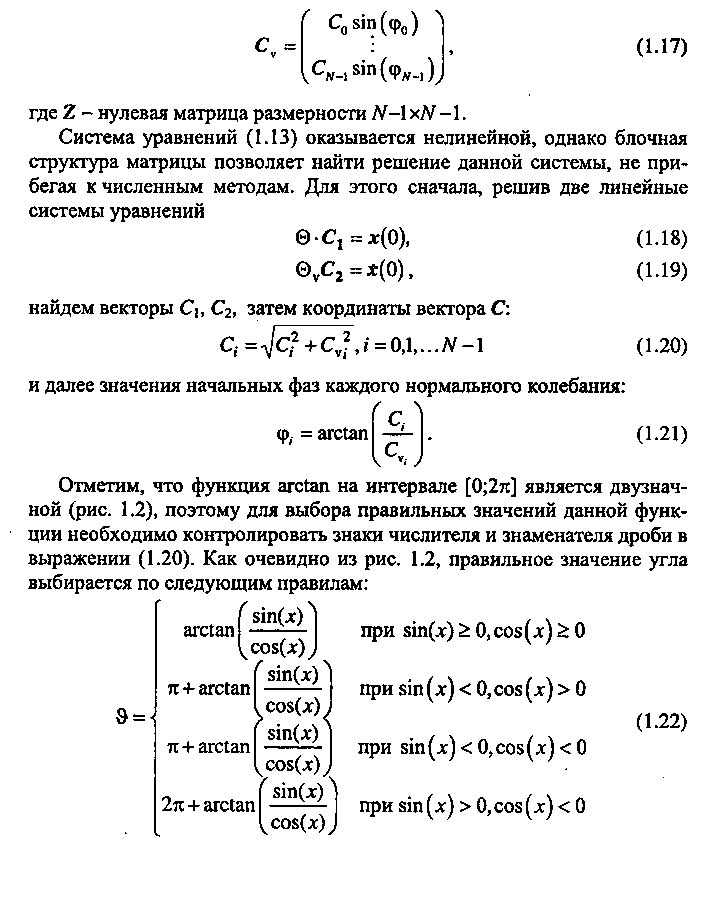 C_v = ( C_0 sin(φ_0) ⋮ C_{N-1} sin(φ_{N-1}) ), (1.17)
где Z – нулевая матрица размерности N–1×N–1.
Система уравнений (1.13) оказывается нелинейной, однако блочная
структура матрицы позволяет найти решение данной системы, не при-
бегая к численным методам. Для этого сначала, решив две линейные
системы уравнений
Θ·C_1 = x(0), (1.18)
Θ_v C_2 = ẋ(0), (1.19)
найдем векторы C_1, C_2, затем координаты вектора C:
C_i = √(C_i^2 + C_{v_i}^2), i = 0,1,...N–1 (1.20)
и далее значения начальных фаз каждого нормального колебания:
φ_i = arctan(C_i / C_{v_i}). (1.21)
Отметим, что функция arctan на интервале [0;2π] является двузнач-
ной (рис. 1.2), поэтому для выбора правильных значений данной функ-
ции необходимо контролировать знаки числителя и знаменателя дроби в
выражении (1.20). Как очевидно из рис. 1.2, правильное значение угла
выбирается по следующим правилам:
ϑ = { arctan(sin(x) / cos(x)) при sin(x) ≥ 0, cos(x) ≥ 0
π + arctan(sin(x) / cos(x)) при sin(x) < 0, cos(x) > 0
π + arctan(sin(x) / cos(x)) при sin(x) < 0, cos(x) < 0
2π + arctan(sin(x) / cos(x)) при sin(x) > 0, cos(x) < 0
(1.22)